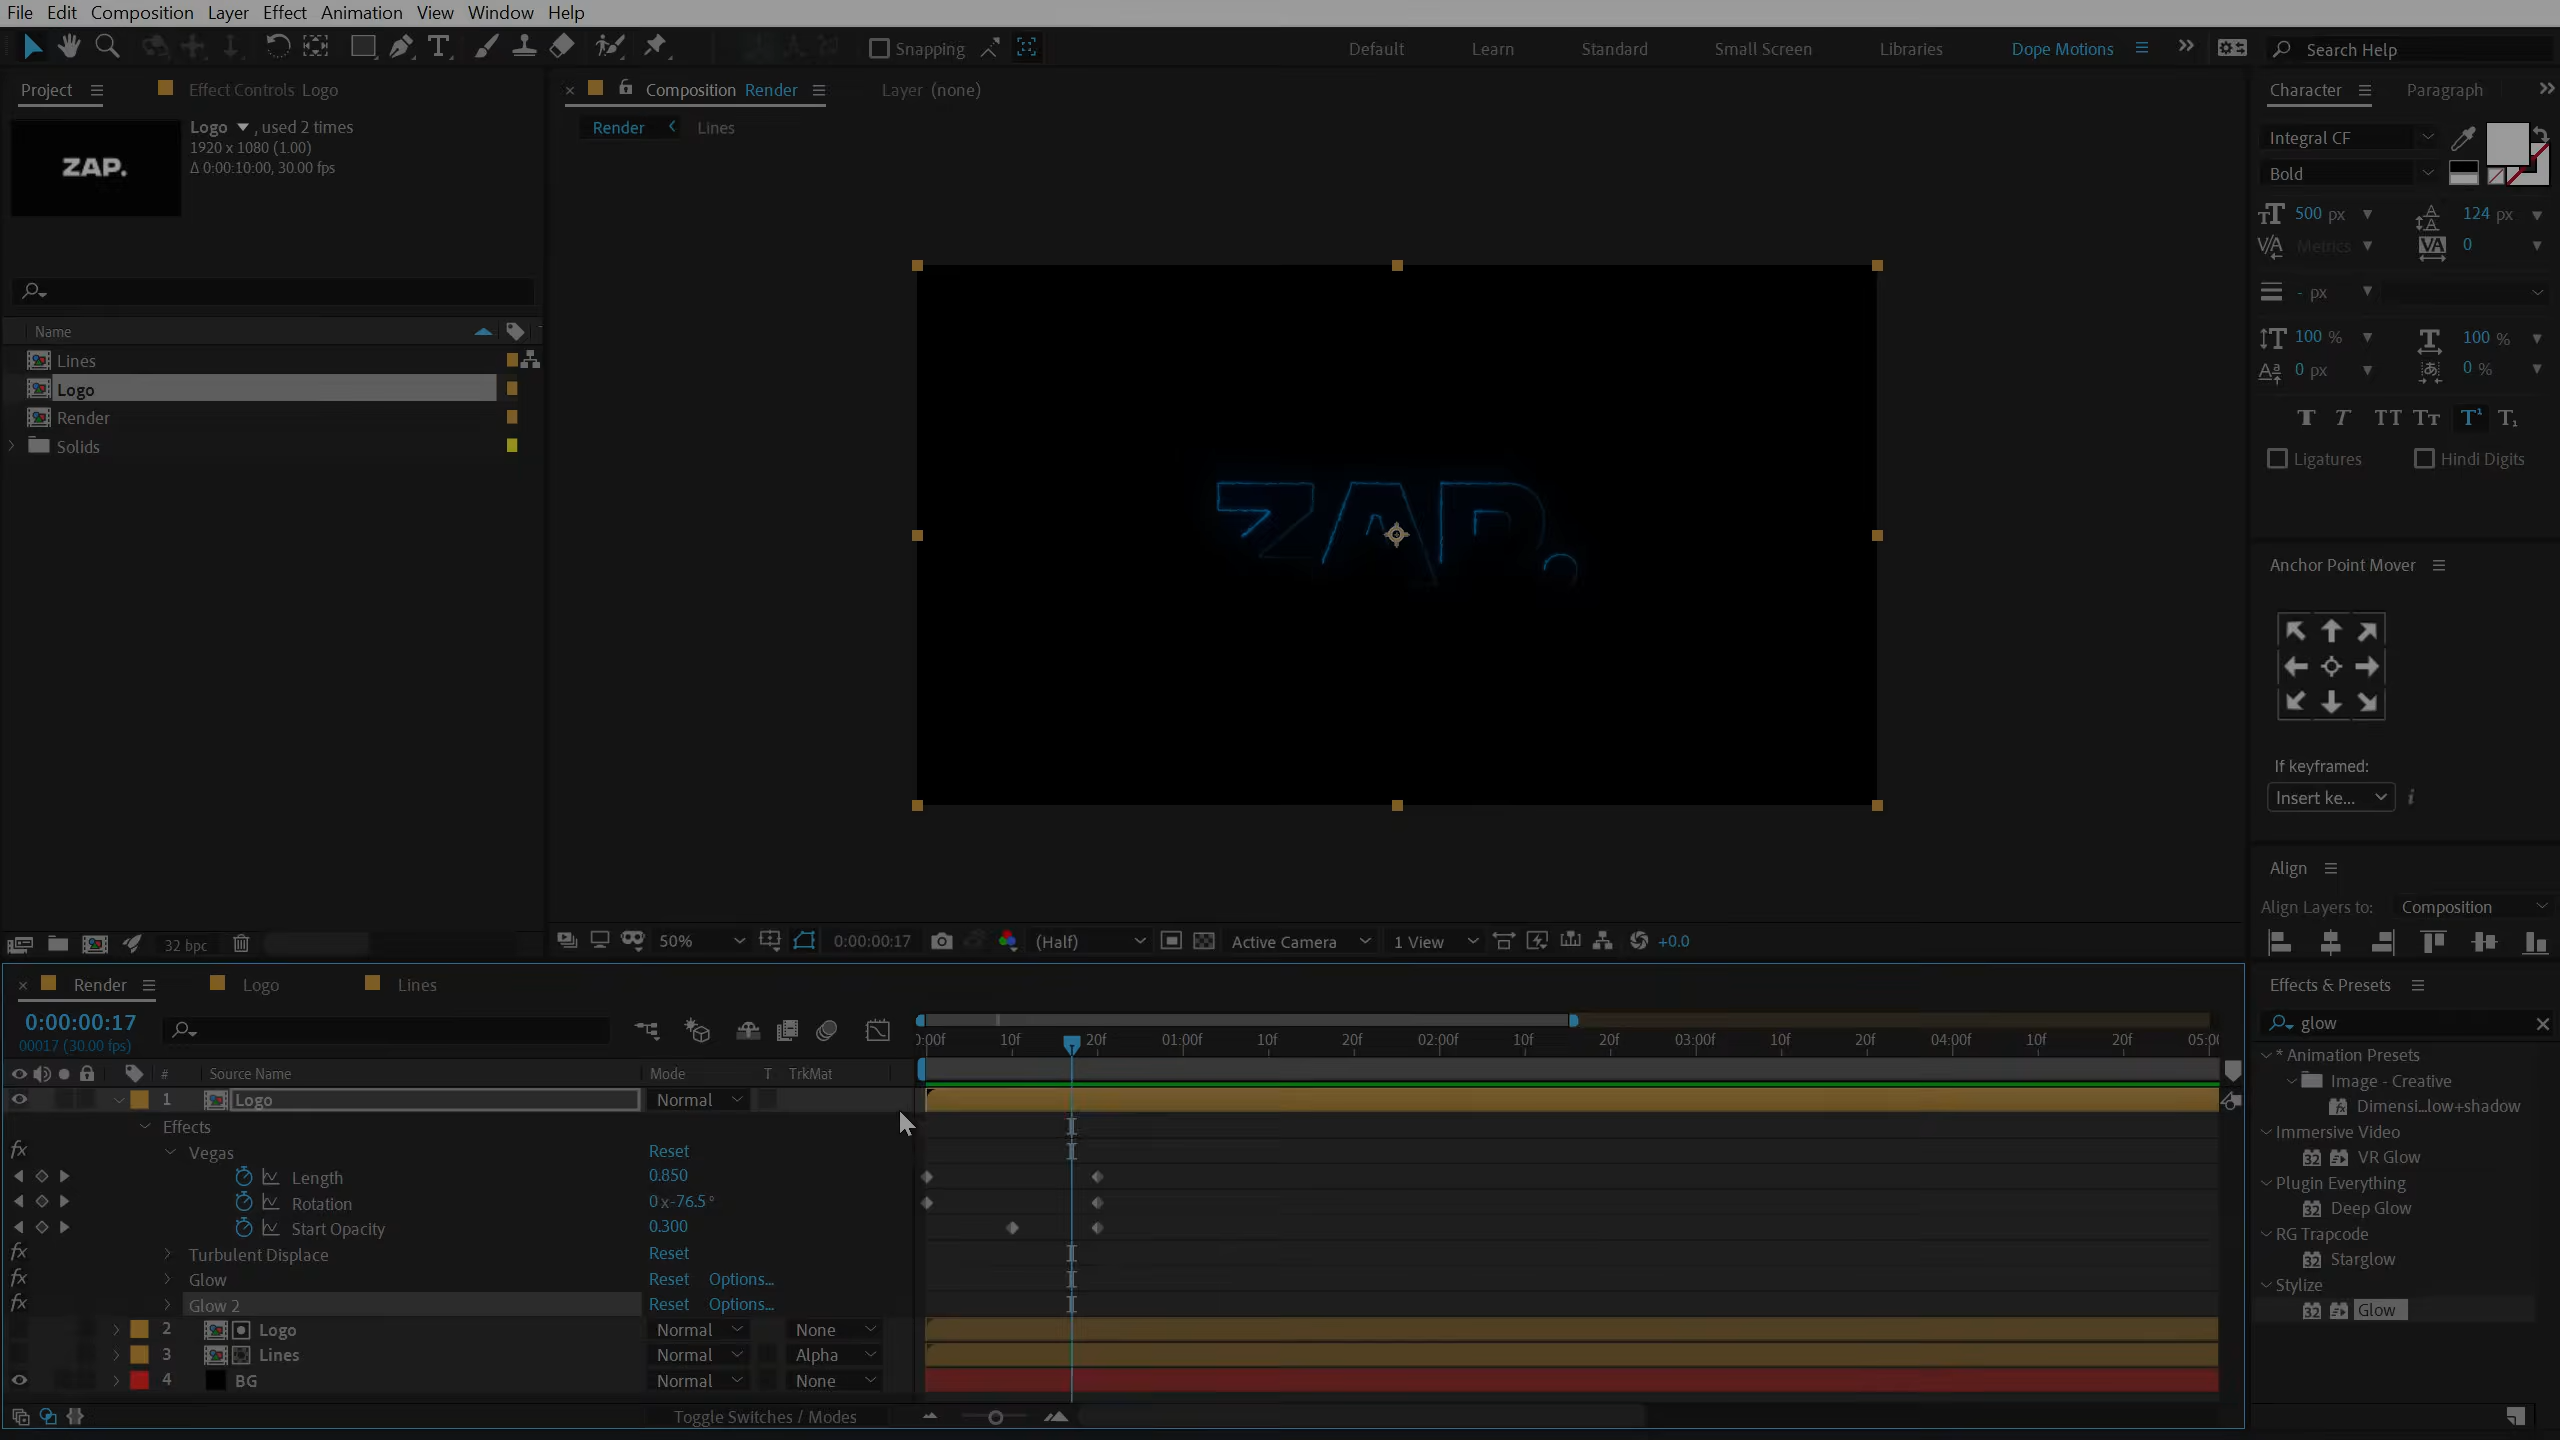 File Edit Composition Layer Effect Animation View Window Help
Snapping
Default Learn Standard Small Screen Libraries Dope Motions
Search Help
Project
Effect Controls Logo
Logo , used 2 times
1920 x 1080 (1.00)
Δ 0:00:10:00, 30.00 fps
ZAP.
Name
Lines
Logo
Render
Solids
32 bpc
Composition Render
Layer (none)
Render
Lines
ZAP.
50%
0:00:00:17
(Half)
Active Camera
1 View
+0.0
Character
Paragraph
Integral CF
Bold
500 px
124 px
Metrics
0
- px
100 %
100 %
0 px
0 %
Ligatures
Hindi Digits
Anchor Point Mover
If keyframed:
Insert ke...
Align
Align Layers to: Composition
Effects & Presets
glow
* Animation Presets
Image - Creative
Dimensi...low+shadow
Immersive Video
VR Glow
Plugin Everything
Deep Glow
RG Trapcode
Starglow
Stylize
Glow
Render
Logo
Lines
0:00:00:17
00017 (30.00 fps)
):00f 10f 20f 01:00f 10f 20f 02:00f 10f 20f 03:00f 10f 20f 04:00f 10f 20f 05:00
# Source Name Mode T TrkMat
1 Logo Normal
Effects
Vegas Reset
Length 0.850
Rotation 0 x-76.5 °
Start Opacity 0.300
Turbulent Displace Reset
Glow Reset Options...
Glow 2 Reset Options...
2 Logo Normal None
3 Lines Normal Alpha
4 BG Normal None
Toggle Switches / Modes